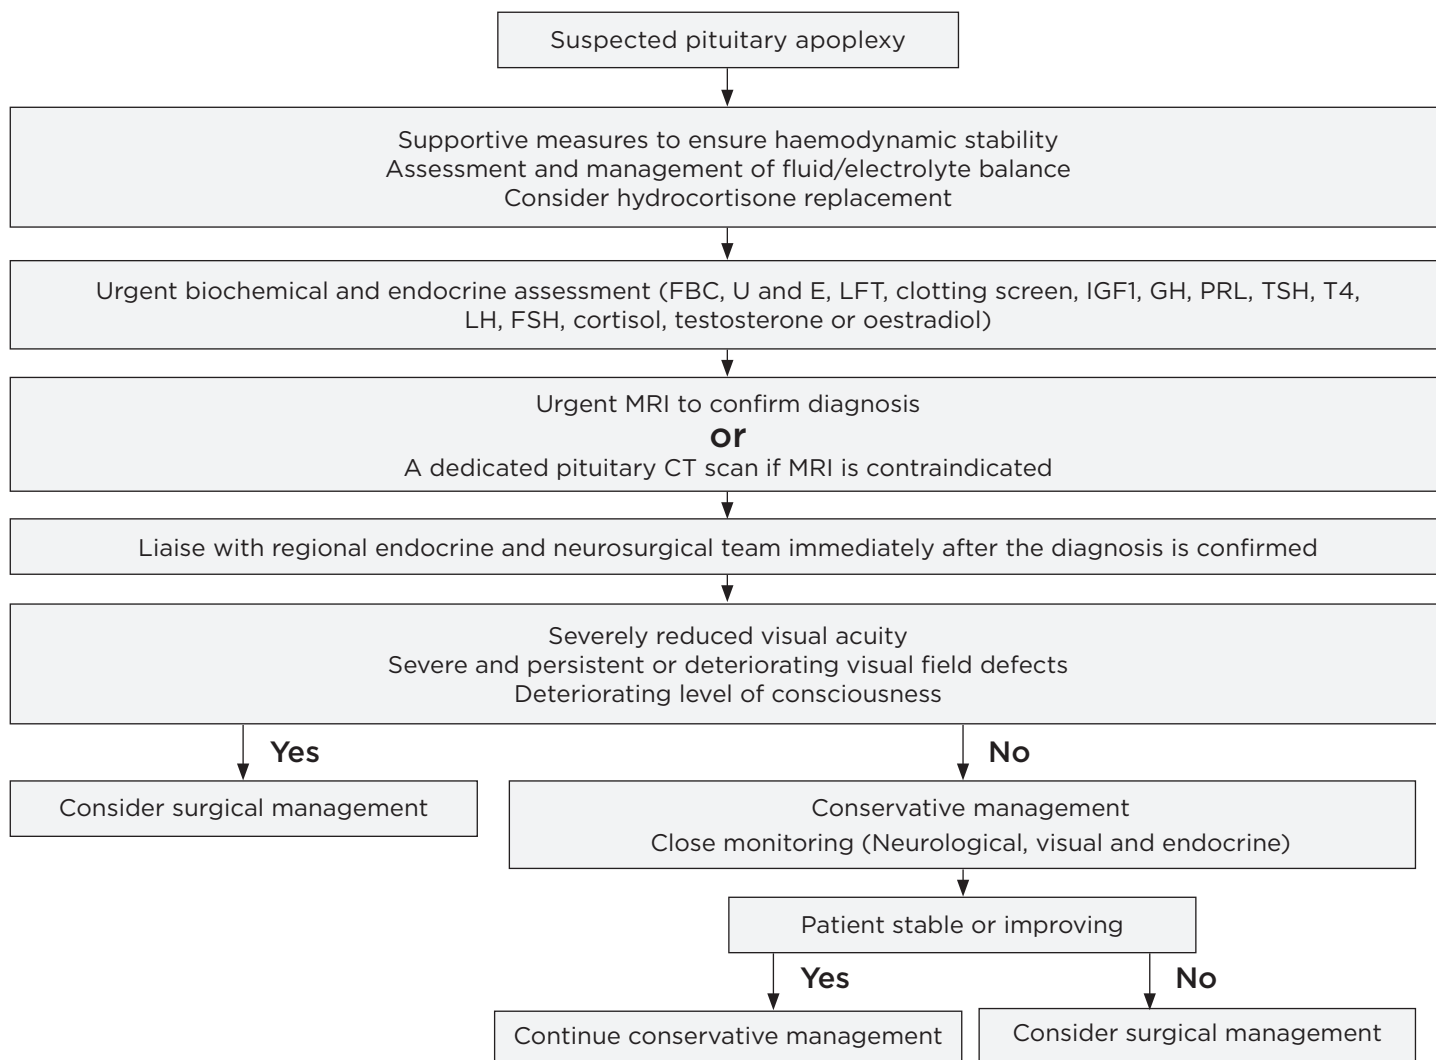 Suspected pituitary apoplexy
Supportive measures to ensure haemodynamic stability
Assessment and management of fluid/electrolyte balance
Consider hydrocortisone replacement
Urgent biochemical and endocrine assessment (FBC, U and E, LFT, clotting screen, IGF1, GH, PRL, TSH, T4,
LH, FSH, cortisol, testosterone or oestradiol)
Urgent MRI to confirm diagnosis
or
A dedicated pituitary CT scan if MRI is contraindicated
Liaise with regional endocrine and neurosurgical team immediately after the diagnosis is confirmed
Severely reduced visual acuity
Severe and persistent or deteriorating visual field defects
Deteriorating level of consciousness
Yes
No
Consider surgical management
Conservative management
Close monitoring (Neurological, visual and endocrine)
Patient stable or improving
Yes
No
Continue conservative management
Consider surgical management